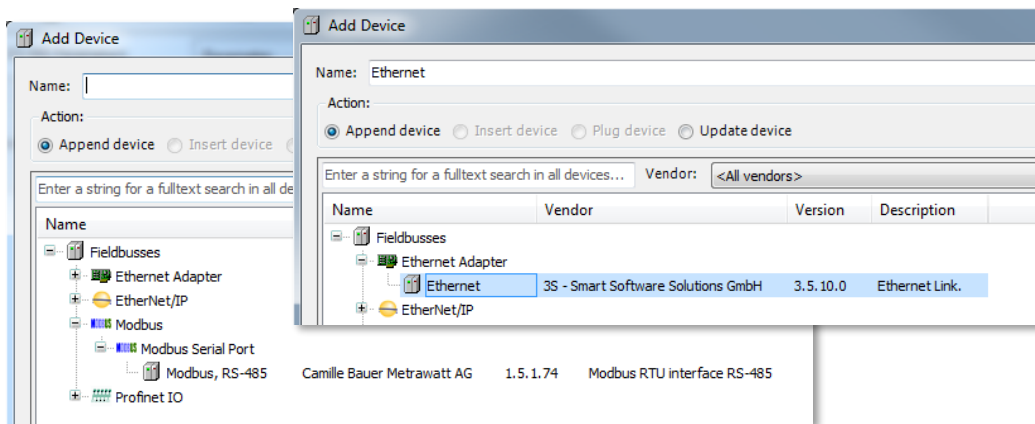 Add Device
Name:
Action:
Append device Insert device
Enter a string for a fulltext search in all de
Name
Fieldbusses
Ethernet Adapter
EtherNet/IP
Modbus
Modbus Serial Port
Modbus, RS-485 Camille Bauer Metrawatt AG 1.5.1.74 Modbus RTU interface RS-485
Profinet IO
Add Device
Name: Ethernet
Action:
Append device Insert device Plug device Update device
Enter a string for a fulltext search in all devices... Vendor: <All vendors>
Name Vendor Version Description
Fieldbusses
Ethernet Adapter
Ethernet 3S - Smart Software Solutions GmbH 3.5.10.0 Ethernet Link.
EtherNet/IP